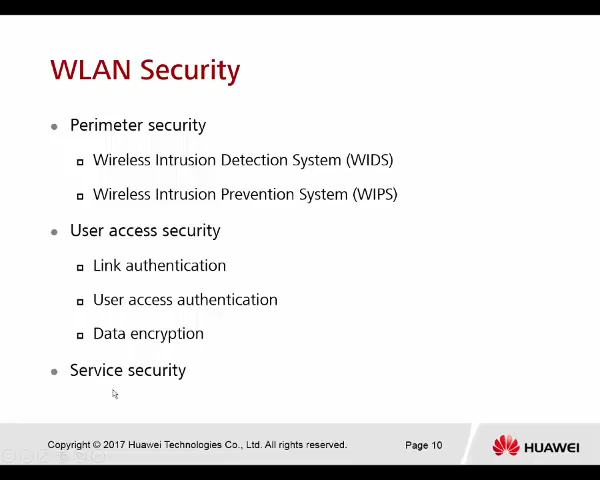 WLAN Security
Perimeter security
Wireless Intrusion Detection System (WIDS)
Wireless Intrusion Prevention System (WIPS)
User access security
Link authentication
User access authentication
Data encryption
Service security
Copyright © 2017 Huawei Technologies Co., Ltd. All rights reserved.
Page 10
HUAWEI